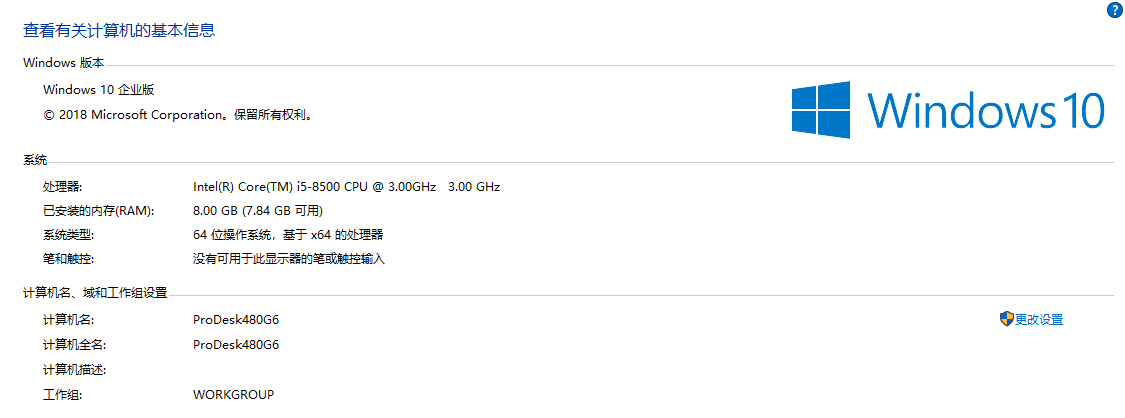 ?
查看有关计算机的基本信息
Windows 版本
Windows 10 企业版
© 2018 Microsoft Corporation。保留所有权利。
Windows 10
系统
处理器: Intel(R) Core(TM) i5-8500 CPU @ 3.00GHz 3.00 GHz
已安装的内存(RAM): 8.00 GB (7.84 GB 可用)
系统类型: 64 位操作系统，基于 x64 的处理器
笔和触控: 没有可用于此显示器的笔或触控输入
计算机名、域和工作组设置
计算机名: ProDesk480G6 更改设置
计算机全名: ProDesk480G6
计算机描述:
工作组: WORKGROUP